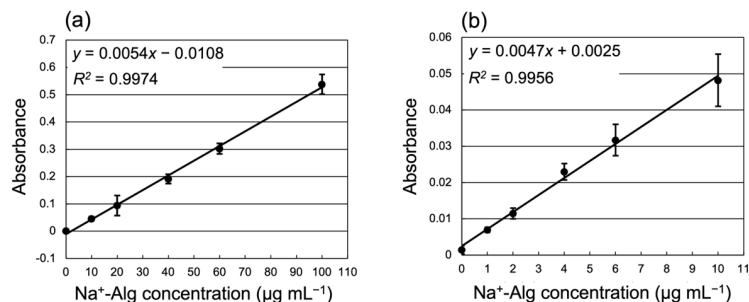 (a)
y = 0.0054x − 0.0108
R² = 0.9974
Absorbance
0.7
0.6
0.5
0.4
0.3
0.2
0.1
0
-0.1
0 10 20 30 40 50 60 70 80 90 100 110
Na⁺-Alg concentration (μg mL⁻¹)
(b)
y = 0.0047x + 0.0025
R² = 0.9956
Absorbance
0.06
0.05
0.04
0.03
0.02
0.01
0
0 1 2 3 4 5 6 7 8 9 10 11
Na⁺-Alg concentration (μg mL⁻¹)